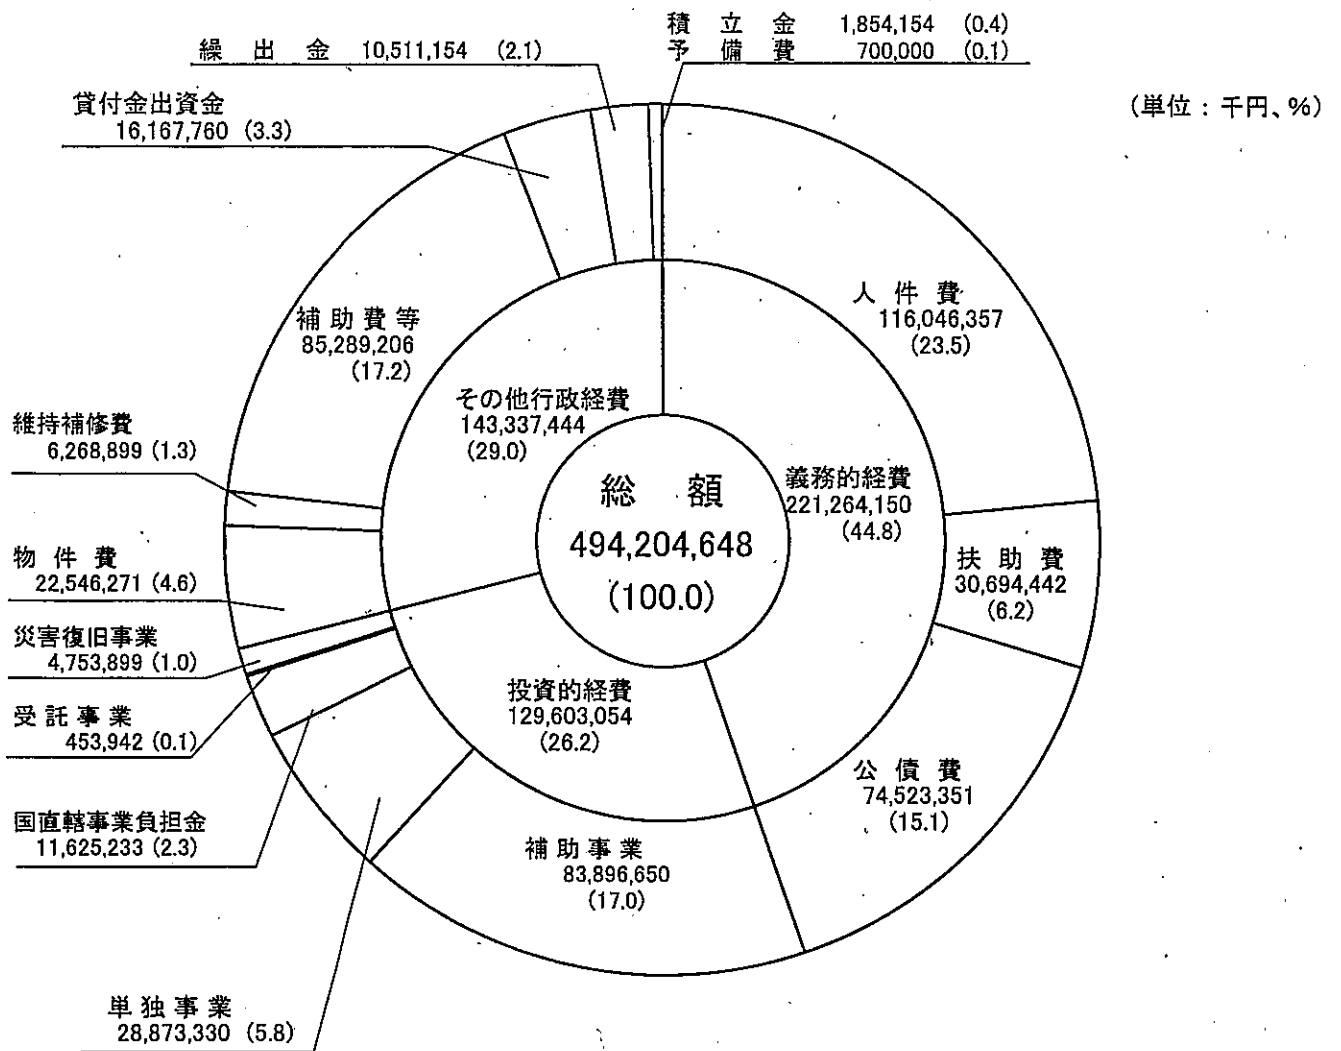 積立金 1,854,154 (0.4)
予備費 700,000 (0.1)
繰出金 10,511,154 (2.1)
(単位：千円、%)
貸付金出資金
16,167,760 (3.3)
人件費
116,046,357
(23.5)
補助費等
85,289,206
(17.2)
その他行政経費
143,337,444
(29.0)
維持補修費
6,268,899 (1.3)
総額
494,204,648
(100.0)
義務的経費
221,264,150
(44.8)
物件費
22,546,271 (4.6)
扶助費
30,694,442
(6.2)
災害復旧事業
4,753,899 (1.0)
投資的経費
129,603,054
(26.2)
受託事業
453,942 (0.1)
公債費
74,523,351
(15.1)
国直轄事業負担金
11,625,233 (2.3)
補助事業
83,896,650
(17.0)
単独事業
28,873,330 (5.8)